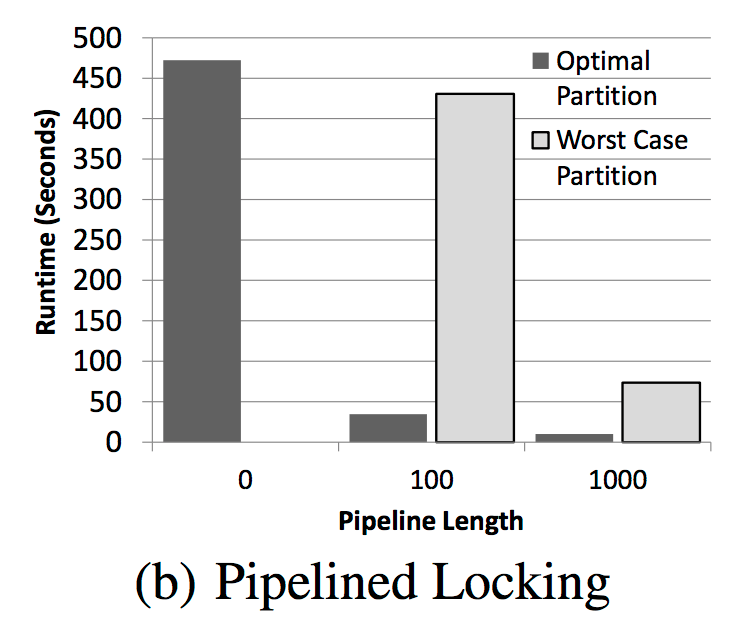 500
450
400
350
300
250
200
150
100
50
0
Runtime (Seconds)
Optimal
Partition
Worst Case
Partition
0 100 1000
Pipeline Length
(b) Pipelined Locking